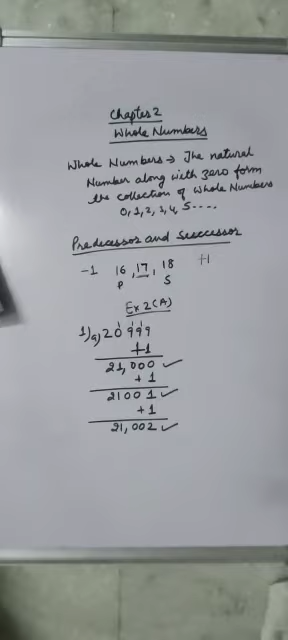 Chapter 2
Whole Numbers
Whole Numbers → The natural
Number along with zero form
the collection of Whole Numbers
0, 1, 2, 3, 4, 5 ....
Predecessor and Successor
-1 16, 17, 18 +1
P S
Ex 2(A)
1) a) 20999
+1
21,000
+1
21001
+1
21,002